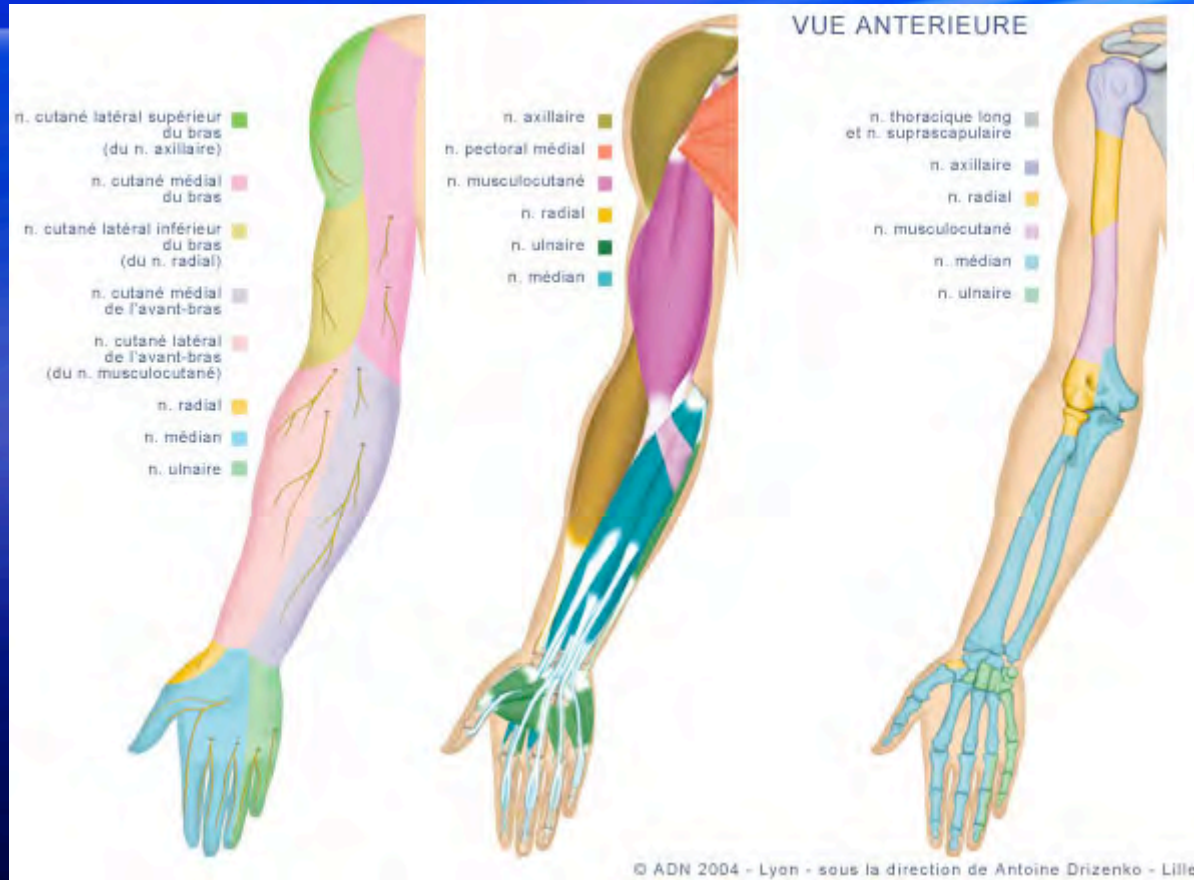 VUE ANTERIEURE
n. cutané latéral supérieur
du bras
(du n. axillaire)
n. cutané médial
du bras
n. cutané latéral inférieur
du bras
(du n. radial)
n. cutané médial
de l'avant-bras
n. cutané latéral
de l'avant-bras
(du n. musculocutané)
n. radial
n. médian
n. ulnaire
n. axillaire
n. pectoral médial
n. musculocutané
n. radial
n. ulnaire
n. médian
n. thoracique long
et n. suprascapulaire
n. axillaire
n. radial
n. musculocutané
n. médian
n. ulnaire
© ADN 2004 - Lyon - sous la direction de Antoine Drizenko - Lille